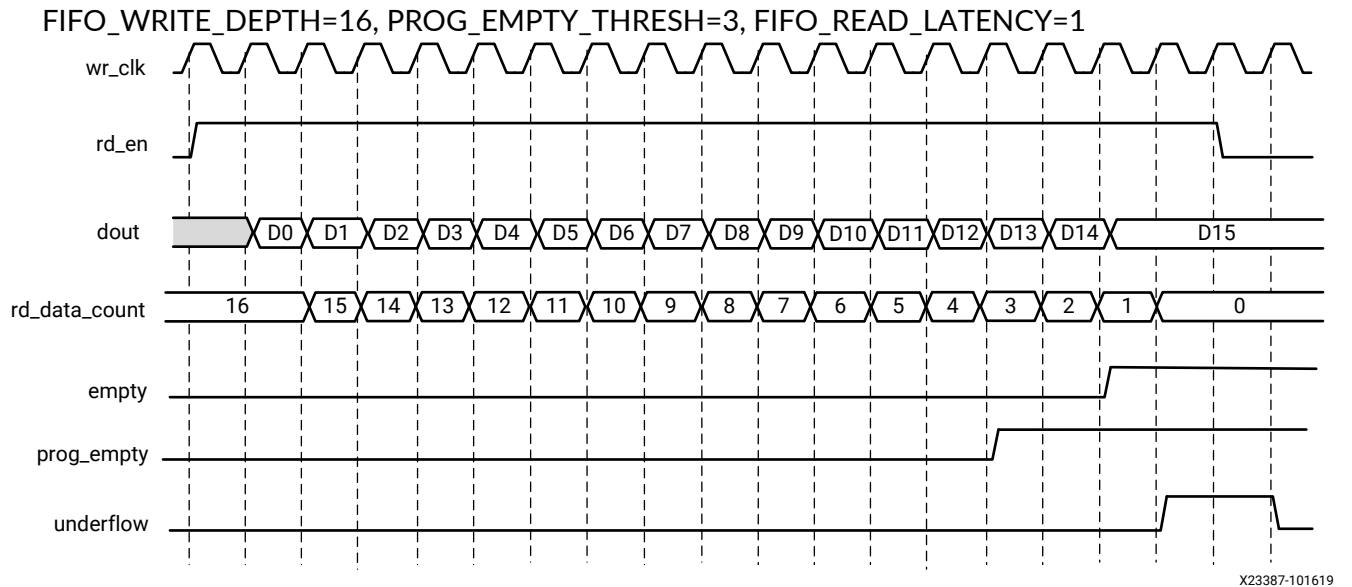 FIFO_WRITE_DEPTH=16, PROG_EMPTY_THRESH=3, FIFO_READ_LATENCY=1
wr_clk
rd_en
dout D0 D1 D2 D3 D4 D5 D6 D7 D8 D9 D10 D11 D12 D13 D14 D15
rd_data_count 16 15 14 13 12 11 10 9 8 7 6 5 4 3 2 1 0
empty
prog_empty
underflow
X23387-101619